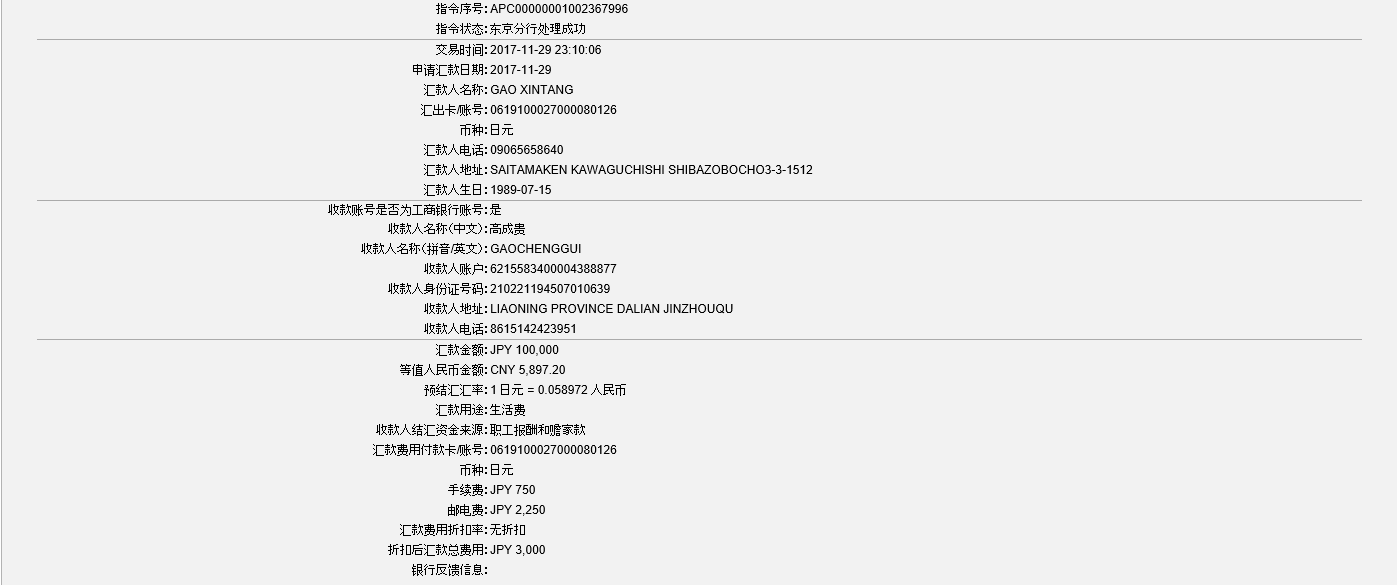 指令序号: APC00000001002367996
指令状态: 东京分行处理成功
交易时间: 2017-11-29 23:10:06
申请汇款日期: 2017-11-29
汇款人名称: GAO XINTANG
汇出卡/账号: 0619100027000080126
币种: 日元
汇款人电话: 09065658640
汇款人地址: SAITAMAKEN KAWAGUCHISHI SHIBAZOBOCHO3-3-1512
汇款人生日: 1989-07-15
收款账号是否为工商银行账号: 是
收款人名称(中文): 高成贵
收款人名称(拼音/英文): GAOCHENGGUI
收款人账户: 6215583400004388877
收款人身份证号码: 210221194507010639
收款人地址: LIAONING PROVINCE DALIAN JINZHOUQU
收款人电话: 8615142423951
汇款金额: JPY 100,000
等值人民币金额: CNY 5,897.20
预结汇汇率: 1 日元 = 0.058972 人民币
汇款用途: 生活费
收款人结汇资金来源: 职工报酬和赡家款
汇款费用付款卡/账号: 0619100027000080126
币种: 日元
手续费: JPY 750
邮电费: JPY 2,250
汇款费用折扣率: 无折扣
折扣后汇款总费用: JPY 3,000
银行反馈信息: